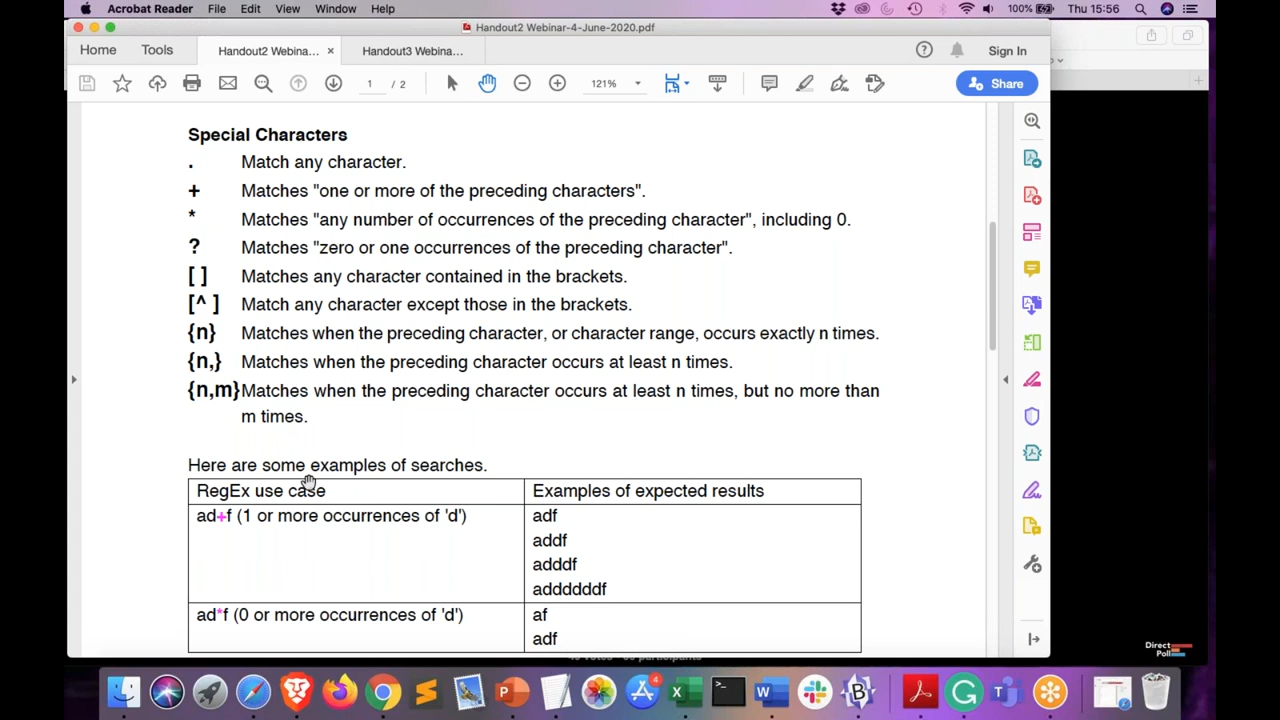 Acrobat Reader File Edit View Window Help 100% Thu 15:56
Handout2 Webinar-4-June-2020.pdf
Home Tools Handout2 Webina... × Handout3 Webina... Sign In
1 / 2 121% Share
Special Characters
. Match any character.
+ Matches "one or more of the preceding characters".
* Matches "any number of occurrences of the preceding character", including 0.
? Matches "zero or one occurrences of the preceding character".
[ ] Matches any character contained in the brackets.
[^ ] Match any character except those in the brackets.
{n} Matches when the preceding character, or character range, occurs exactly n times.
{n,} Matches when the preceding character occurs at least n times.
{n,m} Matches when the preceding character occurs at least n times, but no more than
m times.
Here are some examples of searches.
RegEx use case Examples of expected results
ad+f (1 or more occurrences of 'd') adf
addf
adddf
addddddf
ad*f (0 or more occurrences of 'd') af
adf
Direct
Poll
4